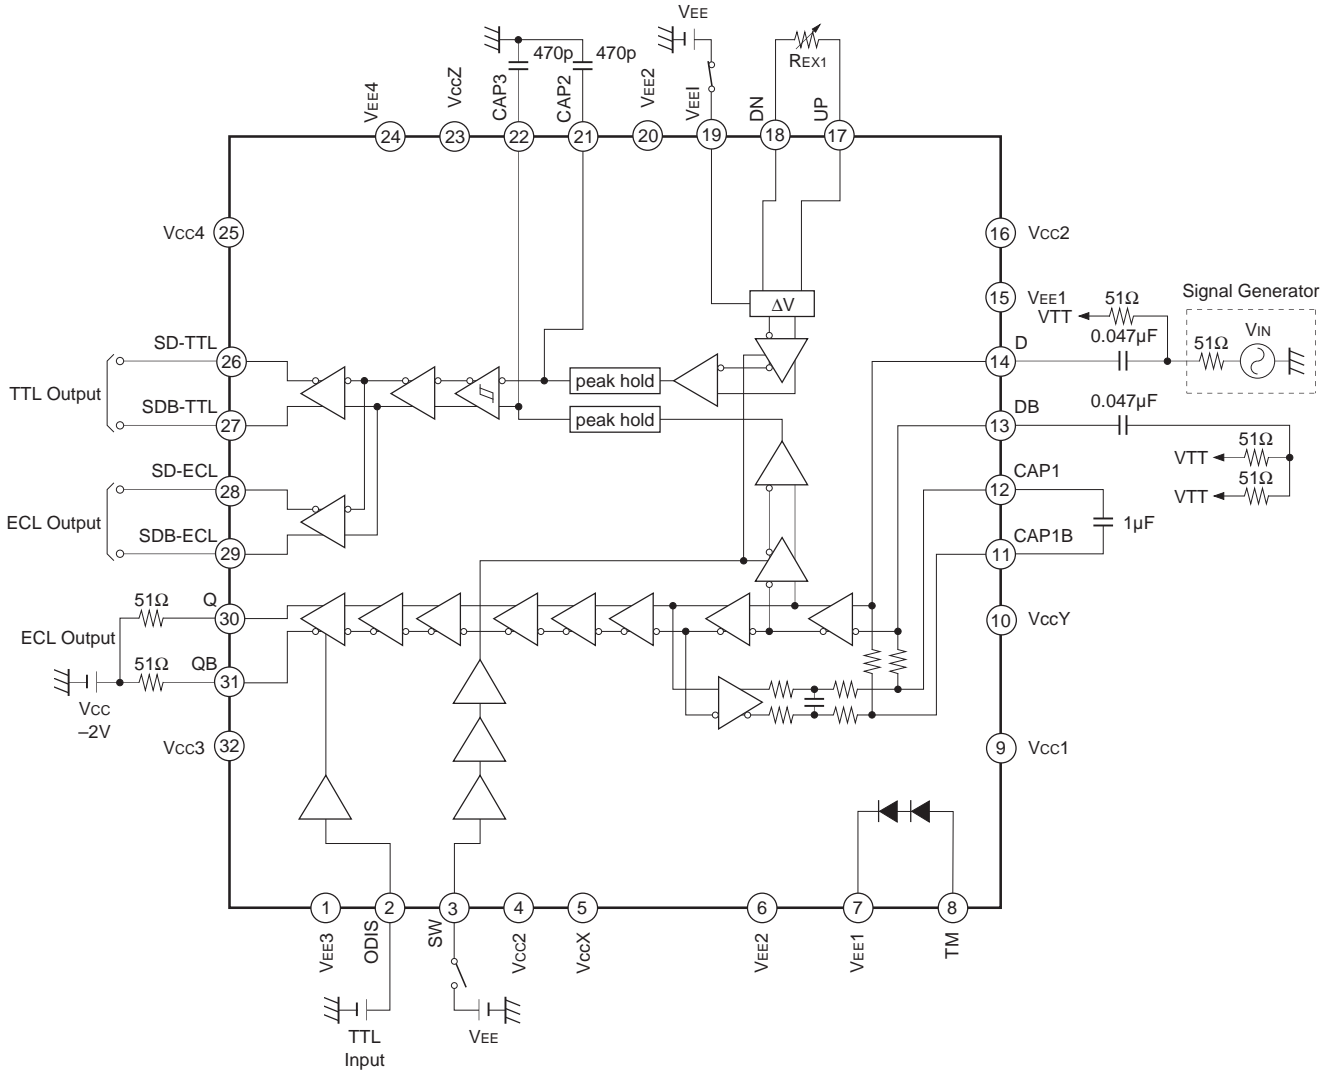 VEE
470p 470p
REX1
VEE4
VccZ
CAP3
CAP2
VEE2
VEEI
DN
UP
24 23 22 21 20 19 18 17
VCC4 25
16 VCC2
15 VEE1
51Ω
VTT
Signal Generator
ΔV
0.047µF
51Ω
VIN
SD-TTL
26
D
14
TTL Output
peak hold
peak hold
SDB-TTL
27
DB
13
0.047µF
51Ω
VTT
51Ω
VTT
SD-ECL
28
CAP1
12
ECL Output
1µF
SDB-ECL
29
CAP1B
11
51Ω
Q
30
10 VccY
ECL Output
51Ω
QB
31
VCC
–2V
VCC3 32
9 VCC1
1 2 3 4 5 6 7 8
VEE3
ODIS
SW
VCC2
VccX
VEE2
VEE1
TM
TTL
Input
VEE